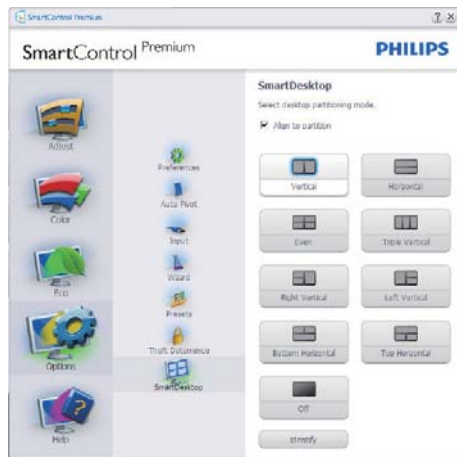 SmartControl Premium
SmartControl Premium
PHILIPS
Adjust
Color
Eco
Options
Help
Preferences
Auto Pivot
Input
Wizard
Presets
Theft Deterrence
SmartDesktop
SmartDesktop
Select desktop partitioning mode.
Align to partition
Vertical
Horizontal
Even
Triple Vertical
Right Vertical
Left Vertical
Bottom Horizontal
Top Horizontal
Off
Identify